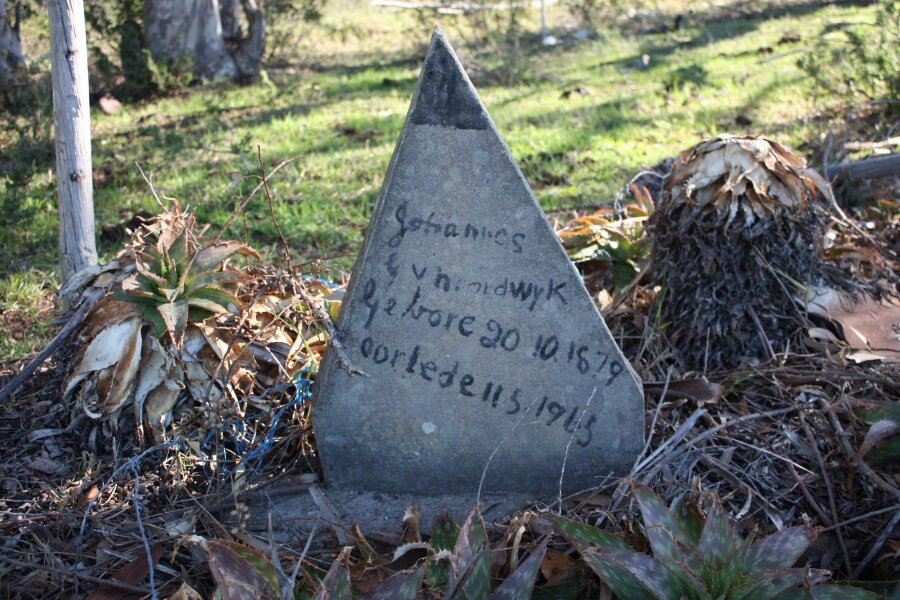 Johannes
G v noordwyk
Gebore 20 10 1879
oorlede 11 5 1915